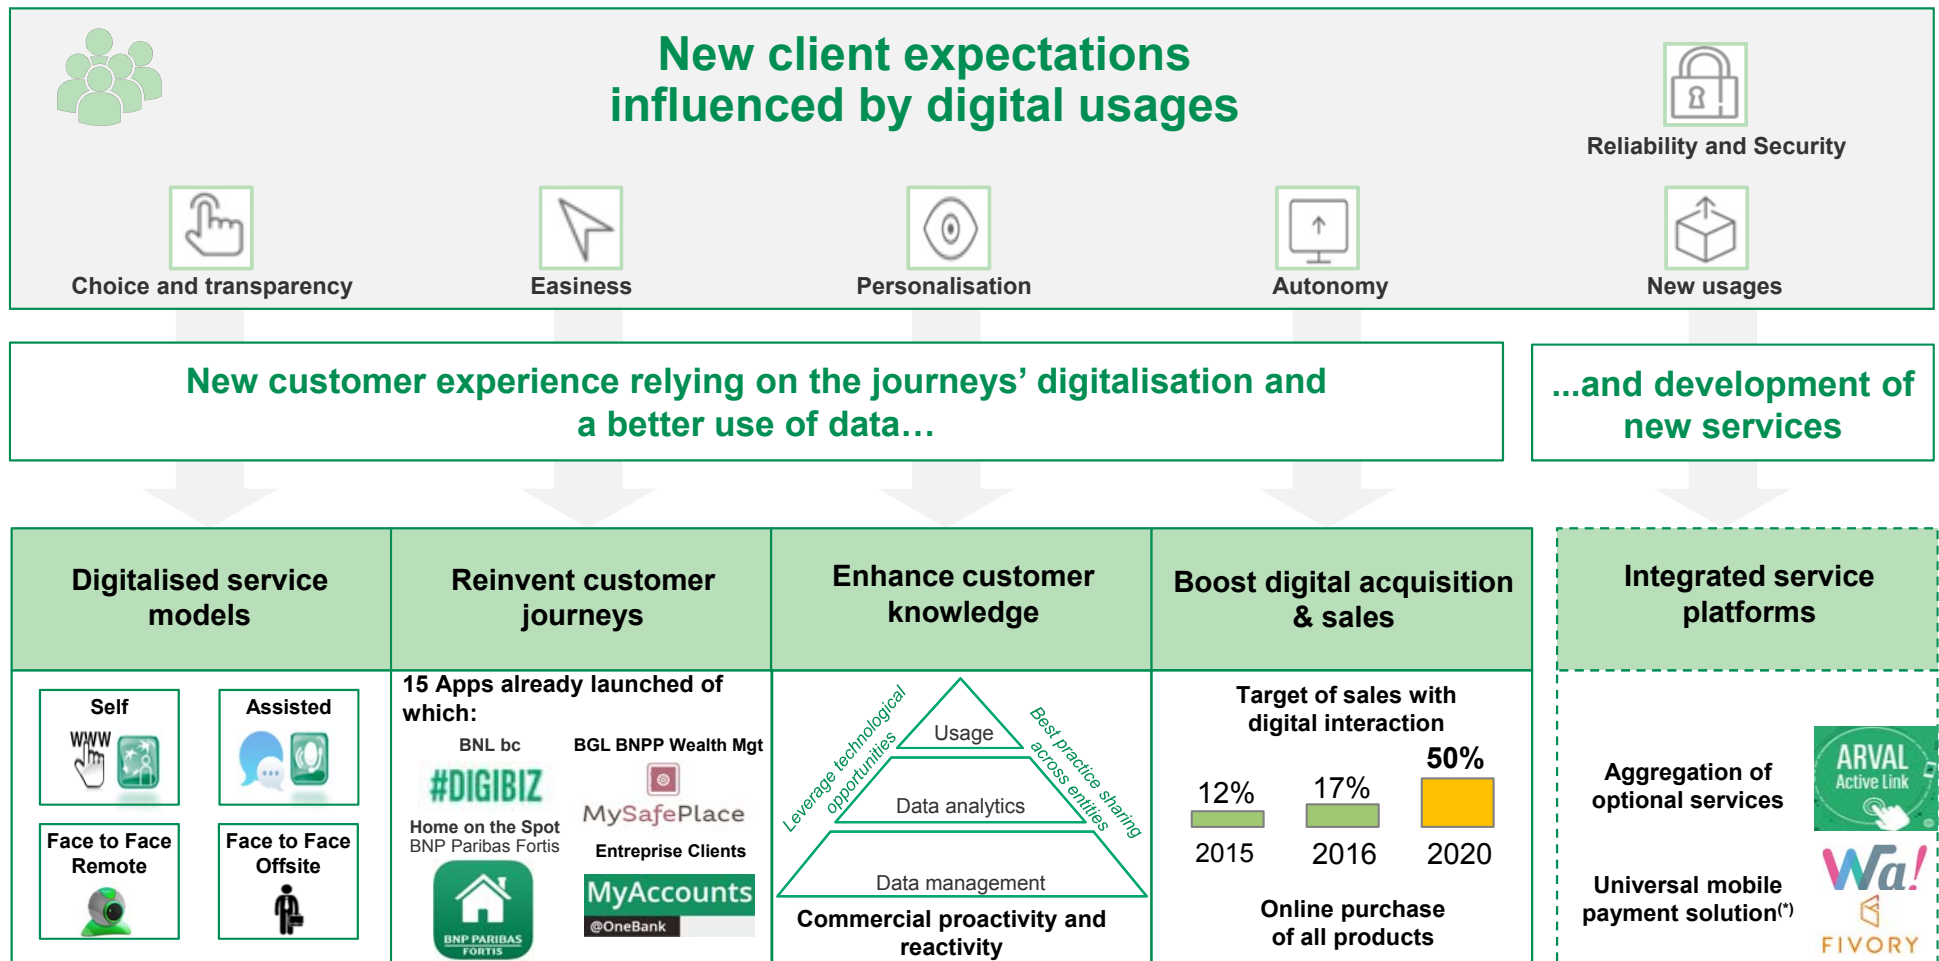 New client expectations
influenced by digital usages
Reliability and Security
Choice and transparency
Easiness
Personalisation
Autonomy
New usages
New customer experience relying on the journeys’ digitalisation and
a better use of data…
...and development of
new services
Digitalised service
models
Self
WWW
Assisted
Face to Face
Remote
Face to Face
Offsite
Reinvent customer
journeys
15 Apps already launched of
which:
BNL bc
#DIGIBIZ
BGL BNPP Wealth Mgt
MySafePlace
Home on the Spot
BNP Paribas Fortis
BNP PARIBAS
FORTIS
Entreprise Clients
MyAccounts
@OneBank
Enhance customer
knowledge
Leverage technological
opportunities
Best practice sharing
across entities
Usage
Data analytics
Data management
Commercial proactivity and
reactivity
Boost digital acquisition
& sales
Target of sales with
digital interaction
12%
17%
50%
2015
2016
2020
Online purchase
of all products
Integrated service
platforms
Aggregation of
optional services
ARVAL
Active Link
Universal mobile
payment solution(*)
Wa!
FIVORY